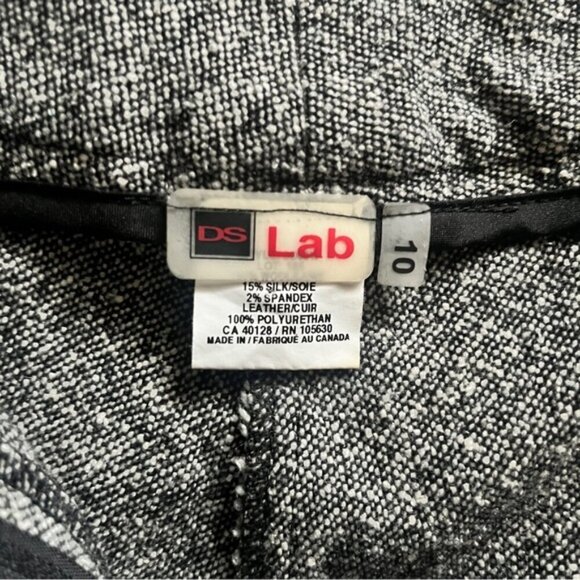 DS Lab
10
15% SILK/SOIE
2% SPANDEX
LEATHER/CUIR
100% POLYURETHAN
CA 40128 / RN 105630
MADE IN / FABRIQUÉ AU CANADA